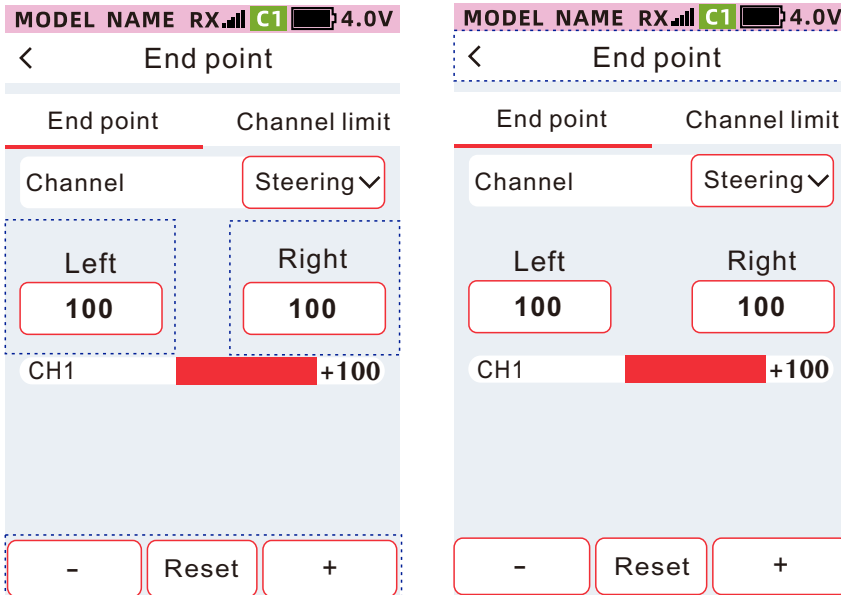 MODEL NAME RX C1 4.0V
< End point
End point Channel limit
Channel Steering
Left Right
100 100
CH1 +100
- Reset +
MODEL NAME RX C1 4.0V
< End point
End point Channel limit
Channel Steering
Left Right
100 100
CH1 +100
- Reset +